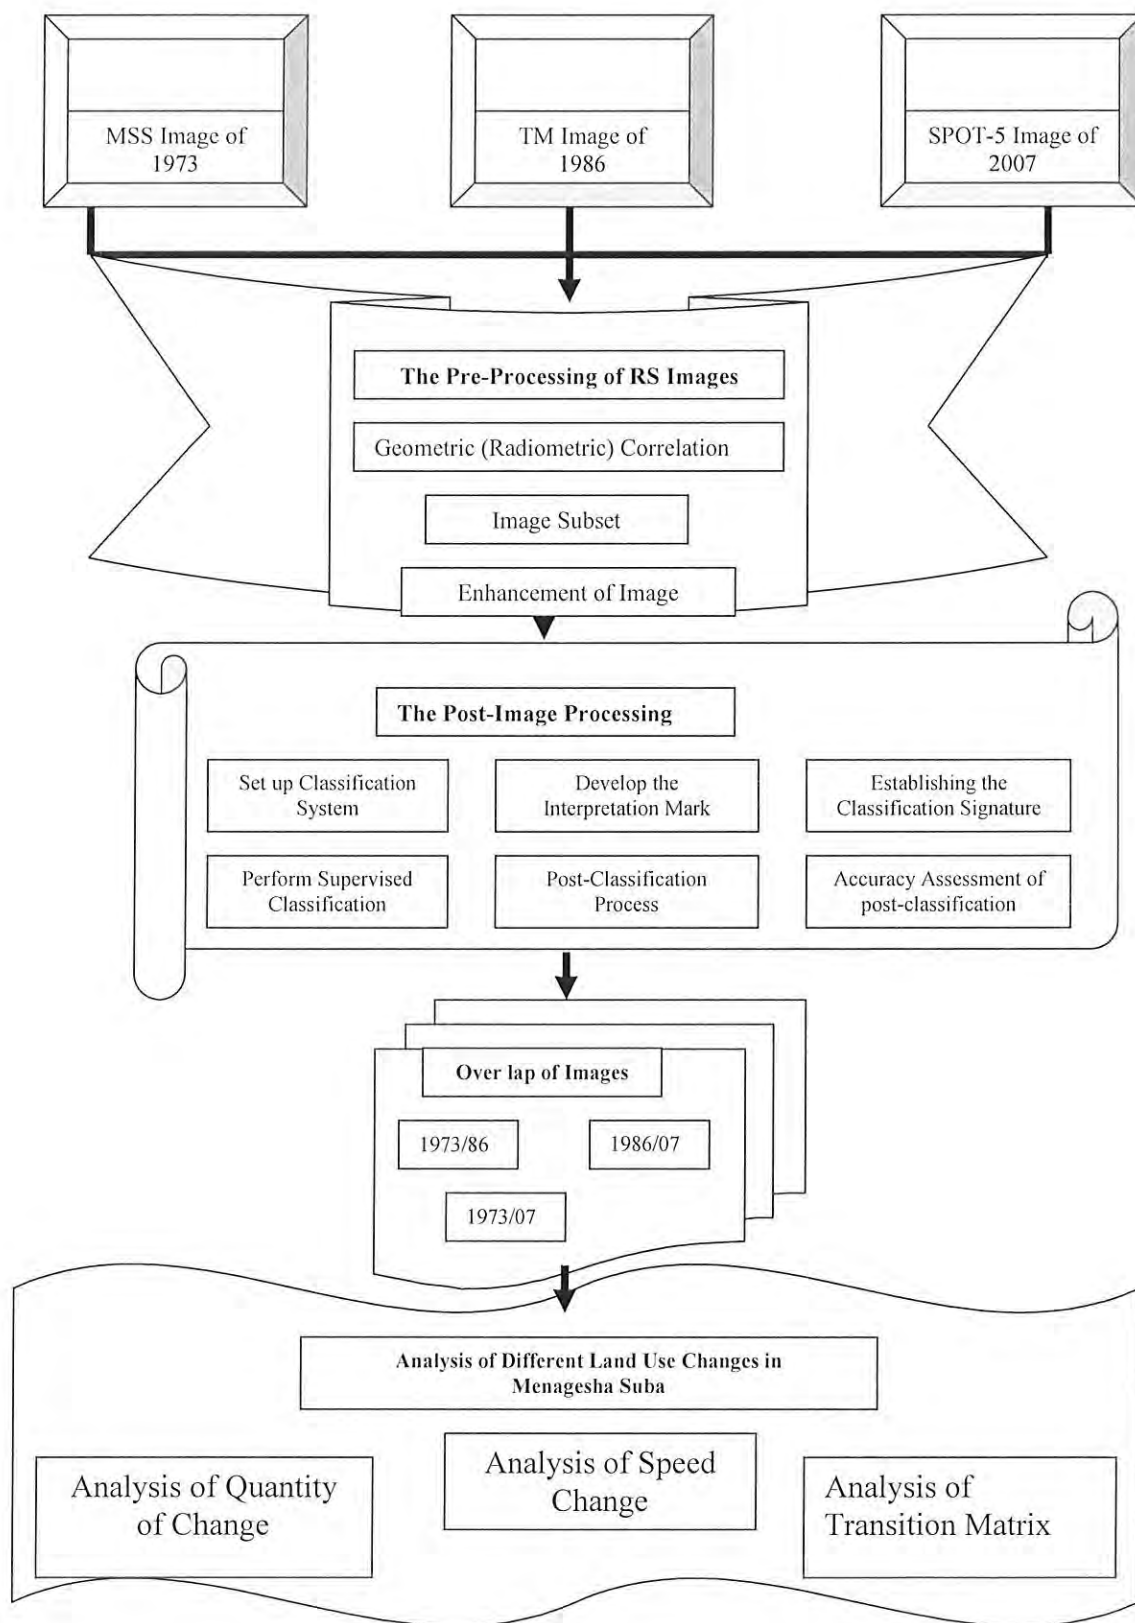 MSS Image of
1973
TM Image of
1986
SPOT-5 Image of
2007
The Pre-Processing of RS Images
Geometric (Radiometric) Correlation
Image Subset
Enhancement of Image
The Post-Image Processing
Set up Classification
System
Develop the
Interpretation Mark
Establishing the
Classification Signature
Perform Supervised
Classification
Post-Classification
Process
Accuracy Assessment of
post-classification
Over lap of Images
1973/86
1986/07
1973/07
Analysis of Different Land Use Changes in
Menagesha Suba
Analysis of Quantity
of Change
Analysis of Speed
Change
Analysis of
Transition Matrix